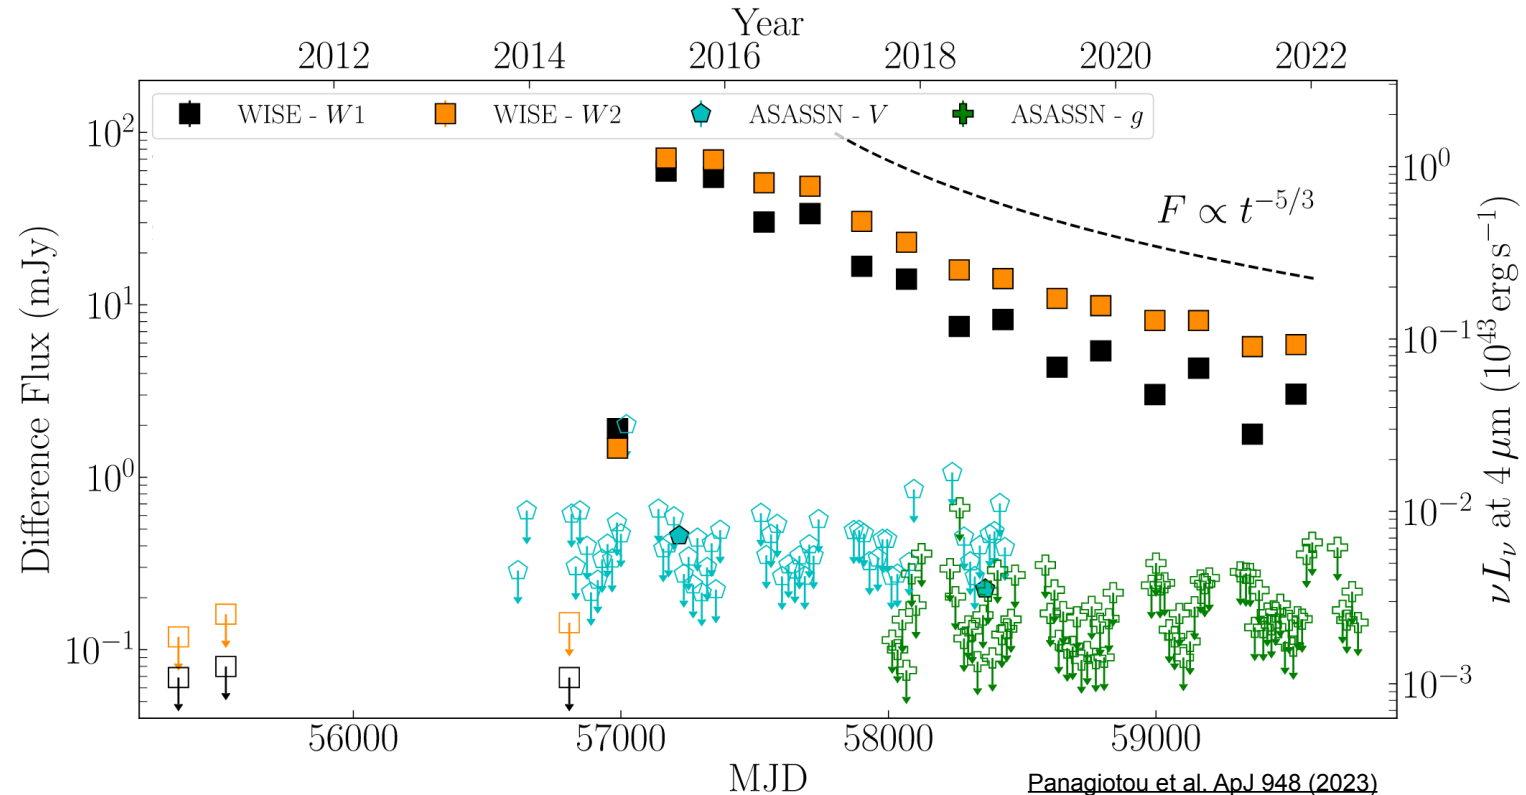 Year
2012 2014 2016 2018 2020 2022
WISE - W1 WISE - W2 ASASSN - V ASASSN - g
F ∝ t^{-5/3}
Difference Flux (mJy)
10^2
10^1
10^0
10^{-1}
10^0
10^{-1}
10^{-2}
10^{-3}
νL_ν at 4 μm (10^{43} erg s^{-1})
56000 57000 58000 59000
MJD
Panagiotou et al. ApJ 948 (2023)